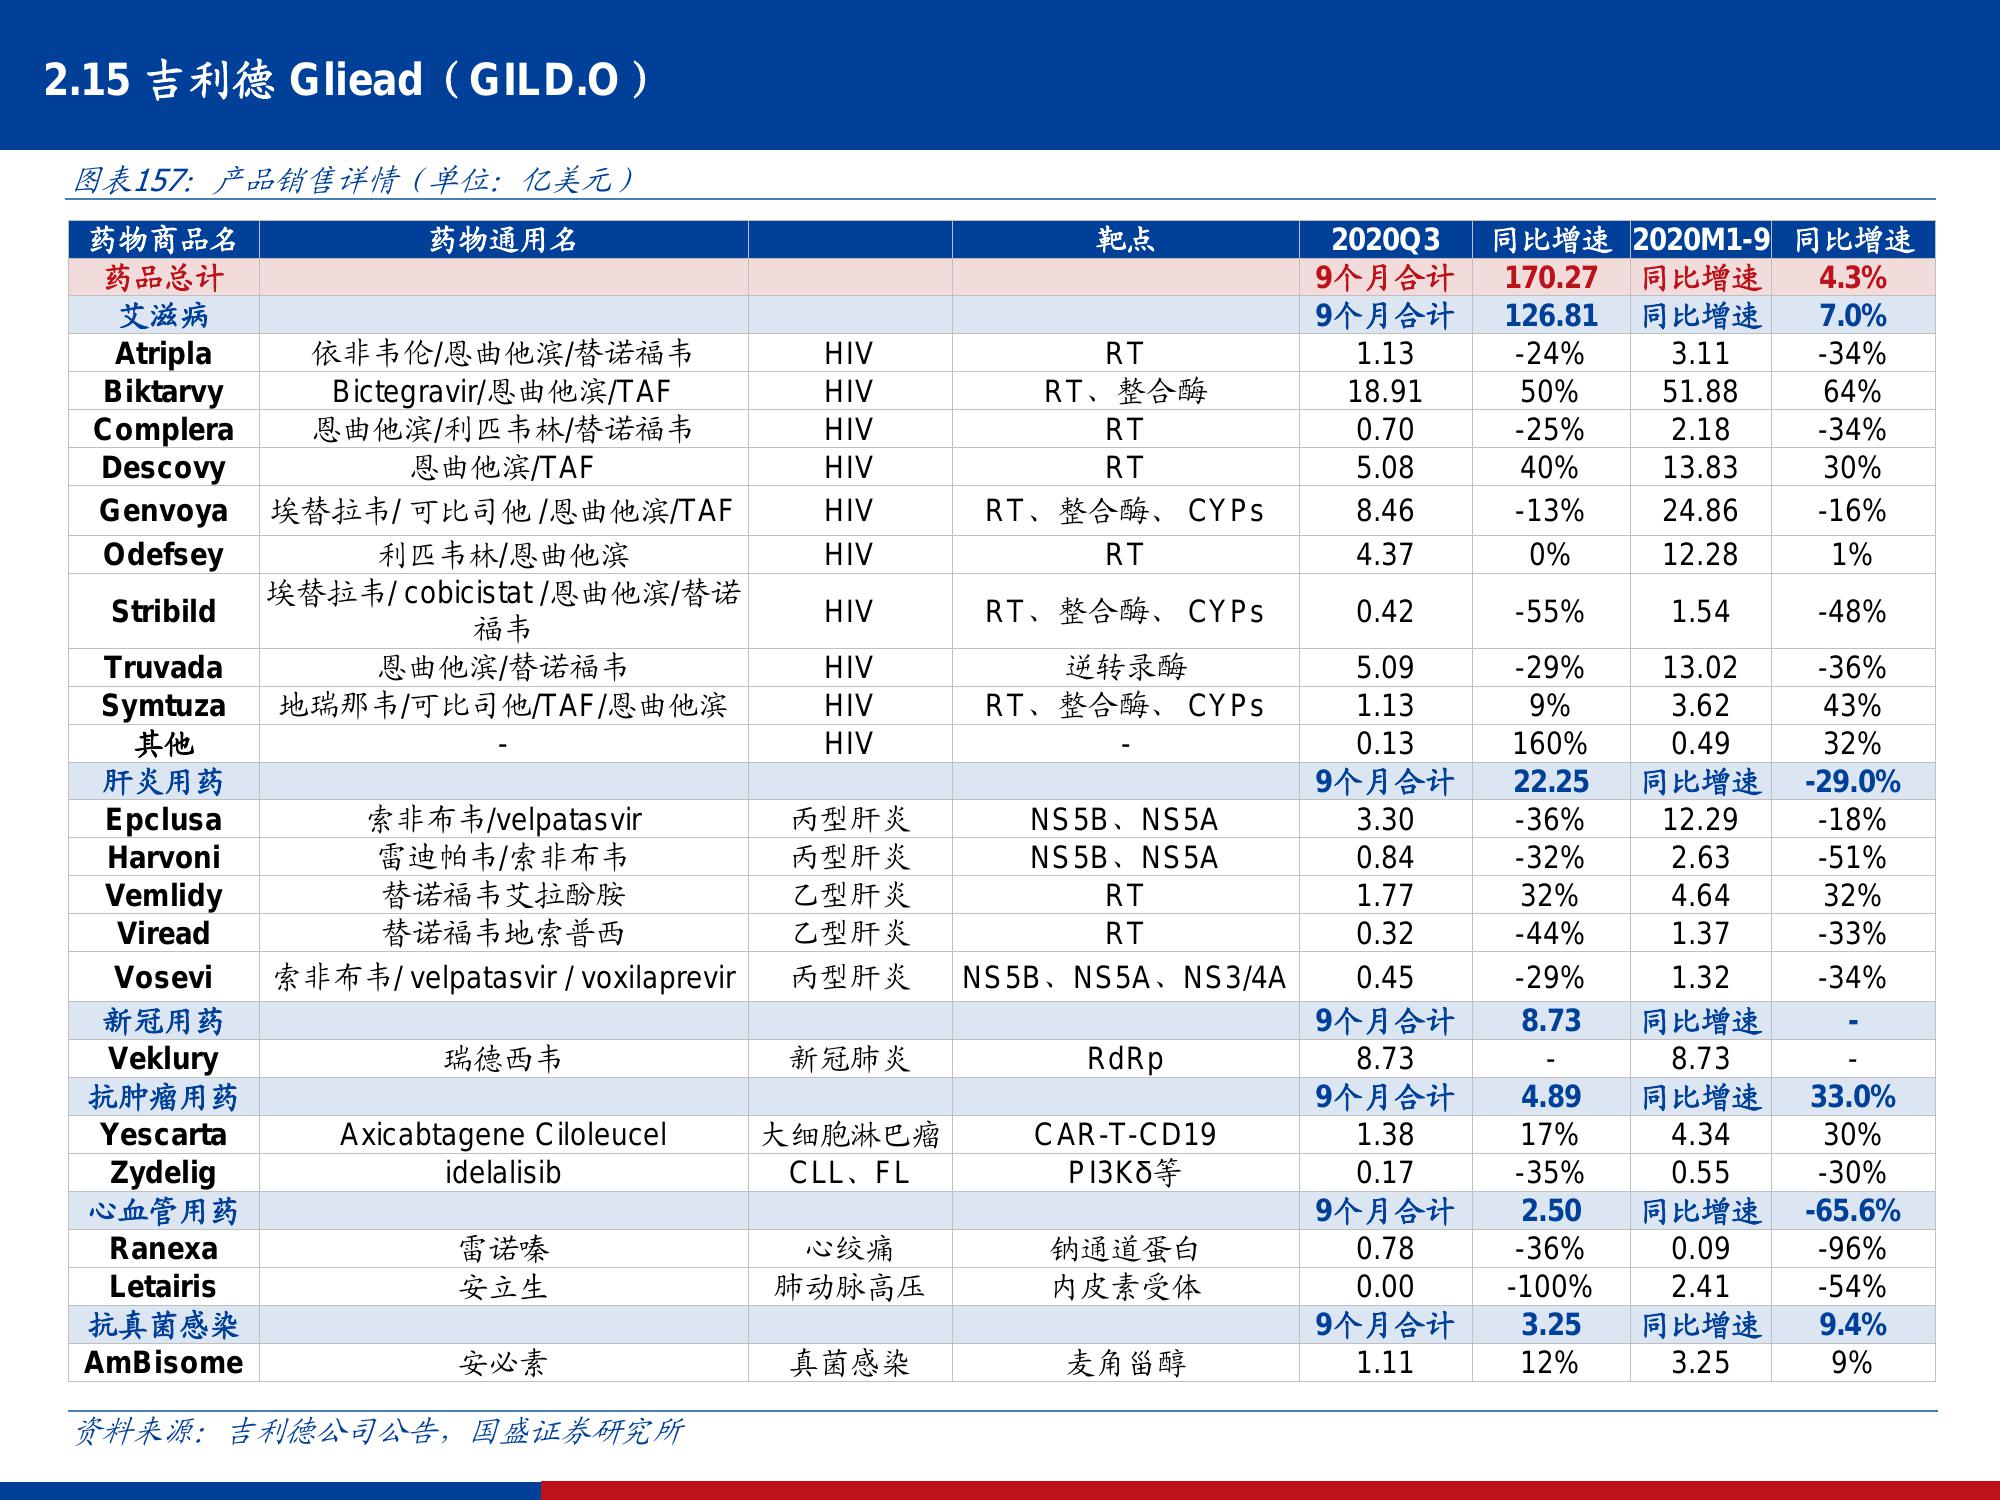 2.15 吉利德 Gliead（GILD.O）
图表157：产品销售详情（单位：亿美元）
药物商品名 药物通用名 靶点 2020Q3 同比增速 2020M1-9 同比增速
药品总计 9个月合计 170.27 同比增速 4.3%
艾滋病 9个月合计 126.81 同比增速 7.0%
Atripla 依非韦伦/恩曲他滨/替诺福韦 HIV RT 1.13 -24% 3.11 -34%
Biktarvy Bictegravir/恩曲他滨/TAF HIV RT、整合酶 18.91 50% 51.88 64%
Complera 恩曲他滨/利匹韦林/替诺福韦 HIV RT 0.70 -25% 2.18 -34%
Descovy 恩曲他滨/TAF HIV RT 5.08 40% 13.83 30%
Genvoya 埃替拉韦/ 可比司他 /恩曲他滨/TAF HIV RT、整合酶、 CYPs 8.46 -13% 24.86 -16%
Odefsey 利匹韦林/恩曲他滨 HIV RT 4.37 0% 12.28 1%
Stribild 埃替拉韦/ cobicistat /恩曲他滨/替诺
福韦 HIV RT、整合酶、 CYPs 0.42 -55% 1.54 -48%
Truvada 恩曲他滨/替诺福韦 HIV 逆转录酶 5.09 -29% 13.02 -36%
Symtuza 地瑞那韦/可比司他/TAF/恩曲他滨 HIV RT、整合酶、 CYPs 1.13 9% 3.62 43%
其他 - HIV - 0.13 160% 0.49 32%
肝炎用药 9个月合计 22.25 同比增速 -29.0%
Epclusa 索非布韦/velpatasvir 丙型肝炎 NS5B、NS5A 3.30 -36% 12.29 -18%
Harvoni 雷迪帕韦/索非布韦 丙型肝炎 NS5B、NS5A 0.84 -32% 2.63 -51%
Vemlidy 替诺福韦艾拉酚胺 乙型肝炎 RT 1.77 32% 4.64 32%
Viread 替诺福韦地索普西 乙型肝炎 RT 0.32 -44% 1.37 -33%
Vosevi 索非布韦/ velpatasvir / voxilaprevir 丙型肝炎 NS5B、NS5A、NS3/4A 0.45 -29% 1.32 -34%
新冠用药 9个月合计 8.73 同比增速 -
Veklury 瑞德西韦 新冠肺炎 RdRp 8.73 - 8.73 -
抗肿瘤用药 9个月合计 4.89 同比增速 33.0%
Yescarta Axicabtagene Ciloleucel 大细胞淋巴瘤 CAR-T-CD19 1.38 17% 4.34 30%
Zydelig idelalisib CLL、FL PI3Kδ等 0.17 -35% 0.55 -30%
心血管用药 9个月合计 2.50 同比增速 -65.6%
Ranexa 雷诺嗪 心绞痛 钠通道蛋白 0.78 -36% 0.09 -96%
Letairis 安立生 肺动脉高压 内皮素受体 0.00 -100% 2.41 -54%
抗真菌感染 9个月合计 3.25 同比增速 9.4%
AmBisome 安必素 真菌感染 麦角甾醇 1.11 12% 3.25 9%
资料来源：吉利德公司公告，国盛证券研究所